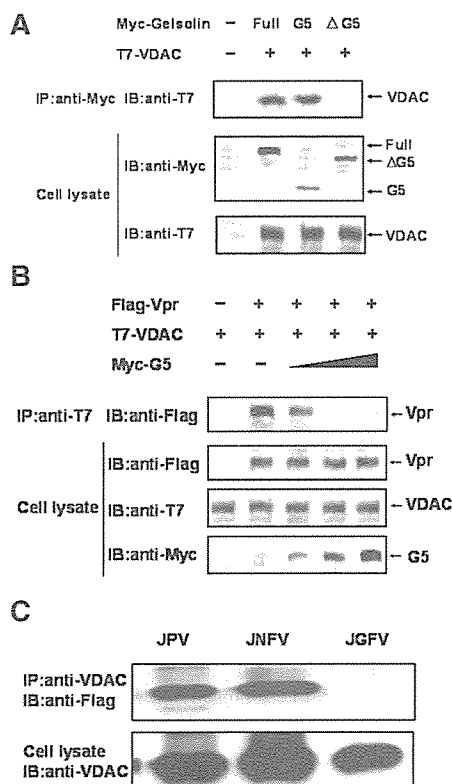 A
Myc-Gelsolin – Full G5 ΔG5
T7-VDAC – + + +
IP:anti-Myc IB:anti-T7 ← VDAC
Cell lysate
IB:anti-Myc ← Full
← ΔG5
← G5
IB:anti-T7 ← VDAC
B
Flag-Vpr – + + + +
T7-VDAC + + + + +
Myc-G5 – –
IP:anti-T7 IB:anti-Flag ← Vpr
Cell lysate
IB:anti-Flag ← Vpr
IB:anti-T7 ← VDAC
IB:anti-Myc ← G5
C
JPV JNFV JGFV
IP:anti-VDAC
IB:anti-Flag
Cell lysate
IB:anti-VDAC